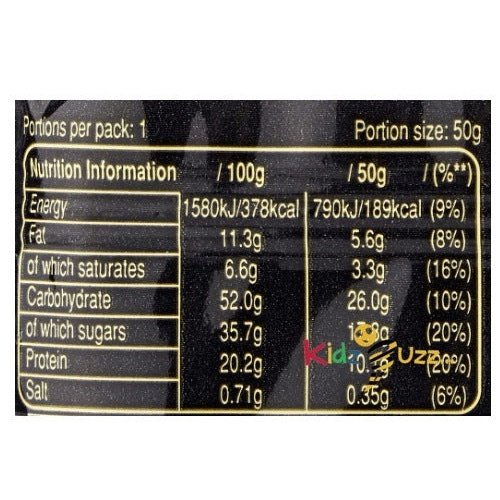 Portions per pack: 1 Portion size: 50g
Nutrition Information / 100g / 50g / (%**)
Energy 1580kJ/378kcal 790kJ/189kcal (9%)
Fat 11.3g 5.6g (8%)
of which saturates 6.6g 3.3g (16%)
Carbohydrate 52.0g 26.0g (10%)
of which sugars 35.7g (20%)
Protein 20.2g (20%)
Salt 0.71g 0.35g (6%)